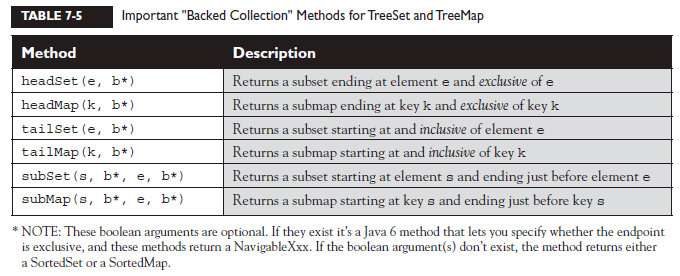 TABLE 7-5 Important "Backed Collection" Methods for TreeSet and TreeMap
Method Description
headSet(e, b*) Returns a subset ending at element e and exclusive of e
headMap(k, b*) Returns a submap ending at key k and exclusive of key k
tailSet(e, b*) Returns a subset starting at and inclusive of element e
tailMap(k, b*) Returns a submap starting at and inclusive of key k
subSet(s, b*, e, b*) Returns a subset starting at element s and ending just before element e
subMap(s, b*, e, b*) Returns a submap starting at key s and ending just before key s
* NOTE: These boolean arguments are optional. If they exist it's a Java 6 method that lets you specify whether the endpoint
is exclusive, and these methods return a NavigableXxx. If the boolean argument(s) don't exist, the method returns either
a SortedSet or a SortedMap.